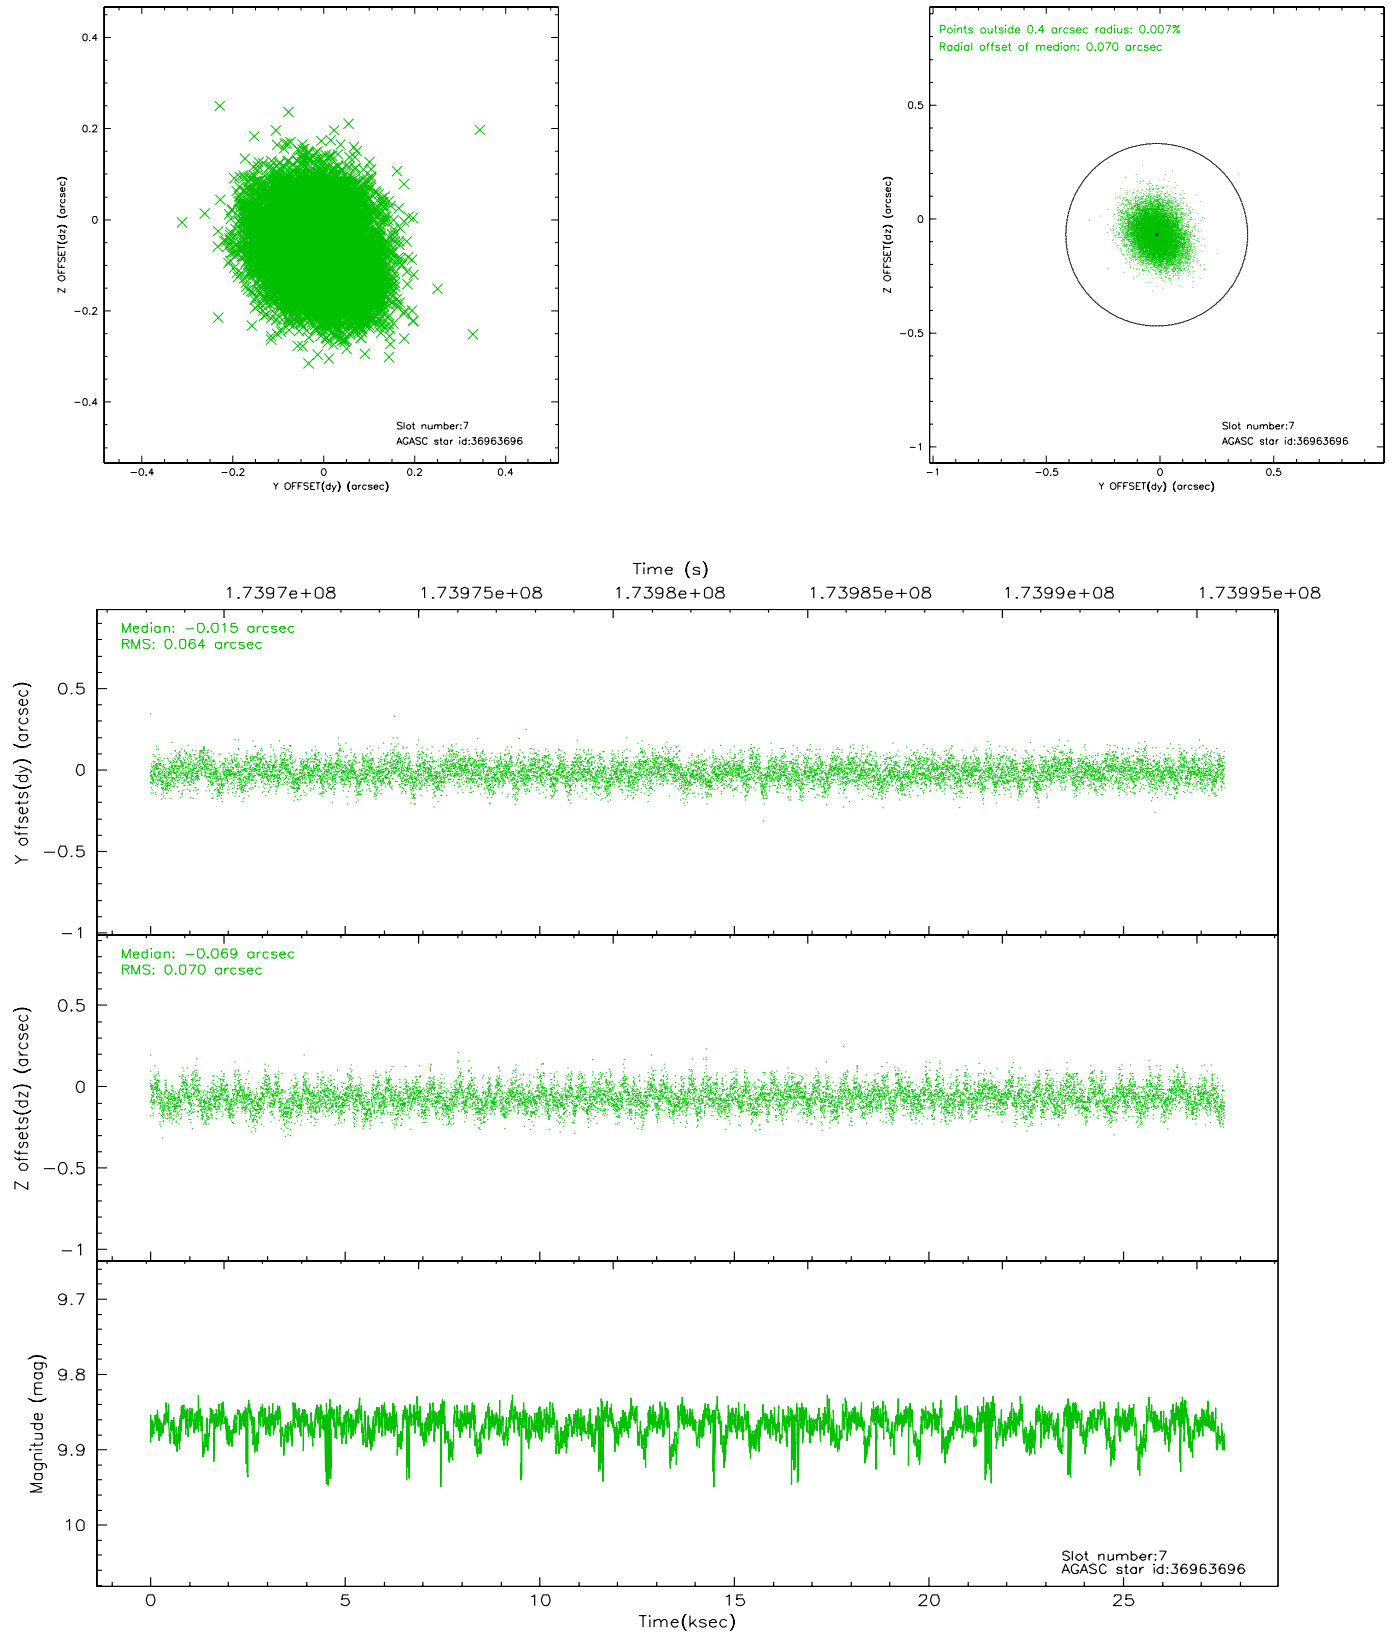 0.4
0.2
0
−0.2
−0.4
Z OFFSET(dz) (arcsec)
Slot number:7
AGASC star id:36963696
−0.4 −0.2 0 0.2 0.4
Y OFFSET(dy) (arcsec)
Points outside 0.4 arcsec radius: 0.007%
Radial offset of median: 0.070 arcsec
0.5
0
−0.5
−1
Z OFFSET(dz) (arcsec)
Slot number:7
AGASC star id:36963696
−1 −0.5 0 0.5
Y OFFSET(dy) (arcsec)
Time (s)
1.7397e+08 1.73975e+08 1.7398e+08 1.73985e+08 1.7399e+08 1.73995e+08
Median: −0.015 arcsec
RMS: 0.064 arcsec
0.5
0
−0.5
−1
Y offsets(dy) (arcsec)
Median: −0.069 arcsec
RMS: 0.070 arcsec
0.5
0
−0.5
−1
Z offsets(dz) (arcsec)
9.7
9.8
9.9
10
Magnitude (mag)
Slot number:7
AGASC star id:36963696
0 5 10 15 20 25
Time(ksec)